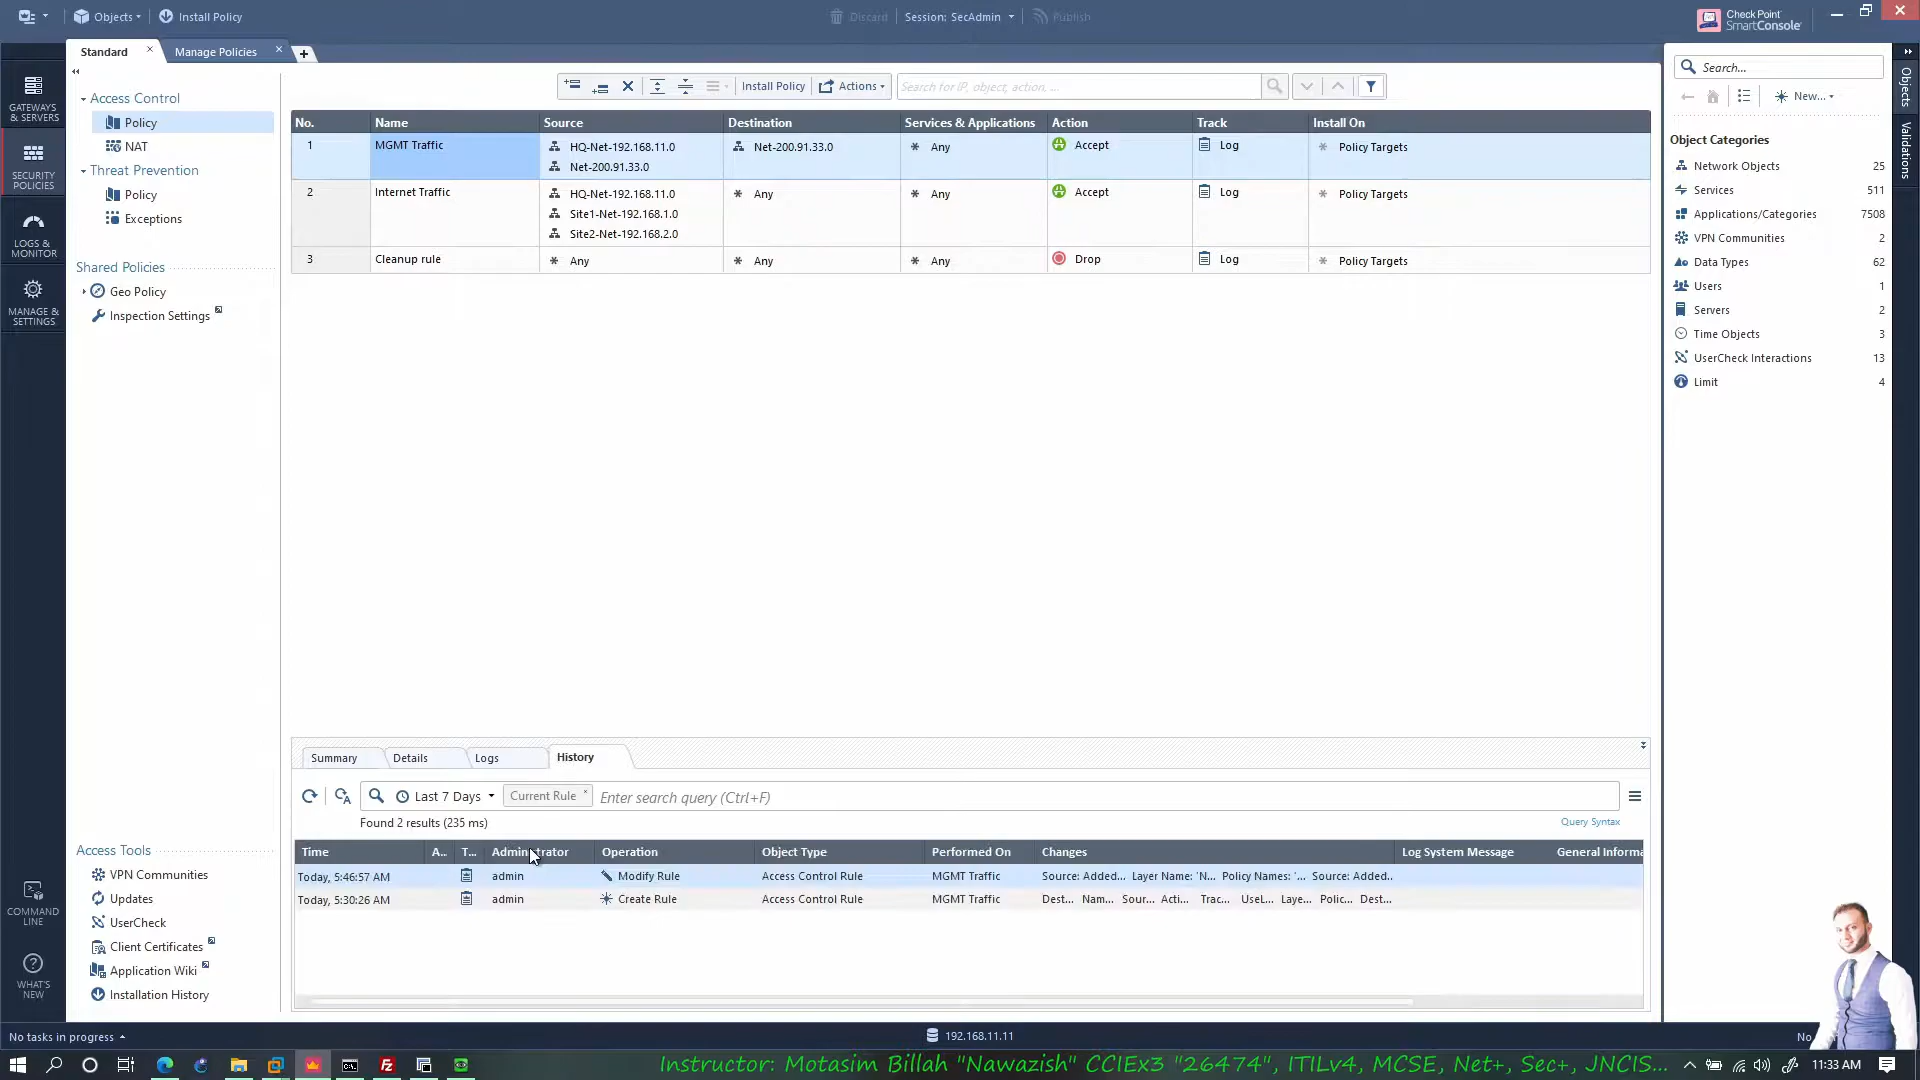 Objects
Install Policy
Discard
Session: SecAdmin
Publish
Check Point
SmartConsole
Standard
Manage Policies
GATEWAYS & SERVERS
SECURITY POLICIES
LOGS & MONITOR
MANAGE & SETTINGS
COMMAND LINE
WHAT'S NEW
Access Control
Policy
NAT
Threat Prevention
Policy
Exceptions
Shared Policies
Geo Policy
Inspection Settings
Access Tools
VPN Communities
Updates
UserCheck
Client Certificates
Application Wiki
Installation History
Install Policy
Actions
Search for IP, object, action, ...
No. Name Source Destination Services & Applications Action Track Install On
1 MGMT Traffic HQ-Net-192.168.11.0 Net-200.91.33.0 Any Accept Log Policy Targets
Net-200.91.33.0
2 Internet Traffic HQ-Net-192.168.11.0 Any Any Accept Log Policy Targets
Site1-Net-192.168.1.0
Site2-Net-192.168.2.0
3 Cleanup rule Any Any Any Drop Log Policy Targets
Summary
Details
Logs
History
Last 7 Days
Current Rule
Enter search query (Ctrl+F)
Found 2 results (235 ms)
Query Syntax
Time A.. T... Administrator Operation Object Type Performed On Changes Log System Message General Informa
Today, 5:46:57 AM admin Modify Rule Access Control Rule MGMT Traffic Source: Added... Layer Name: 'N... Policy Names: '... Source: Added..
Today, 5:30:26 AM admin Create Rule Access Control Rule MGMT Traffic Dest... Nam... Sour... Acti... Trac... UseL... Laye... Polic... Dest...
Search...
New...
Object Categories
Network Objects 25
Services 511
Applications/Categories 7508
VPN Communities 2
Data Types 62
Users 1
Servers 2
Time Objects 3
UserCheck Interactions 13
Limit 4
Objects
Validations
No tasks in progress
192.168.11.11
No
Instructor: Motasim Billah "Nawazish" CCIEx3 "26474", ITILv4, MCSE, Net+, Sec+, JNCIS...
11:33 AM